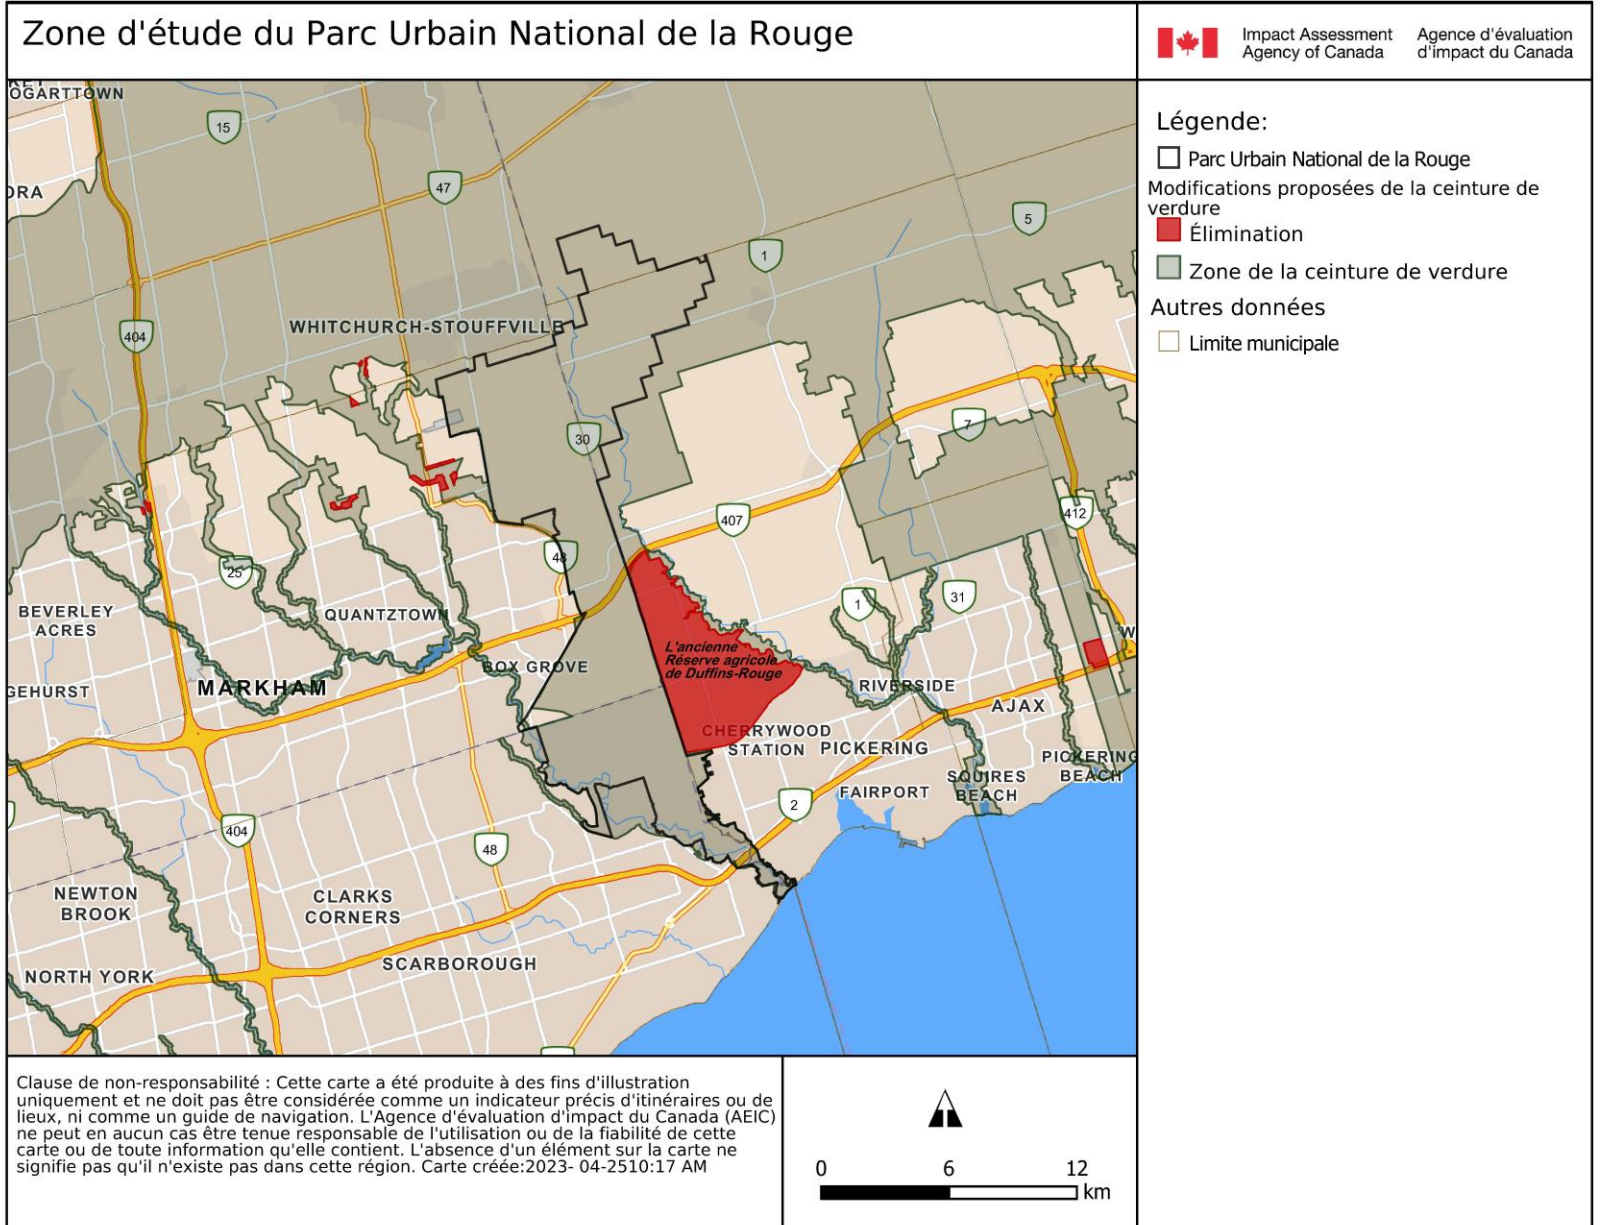 Zone d'étude du Parc Urbain National de la Rouge
Impact Assessment
Agency of Canada
Agence d'évaluation
d'impact du Canada
Légende:
Parc Urbain National de la Rouge
Modifications proposées de la ceinture de
verdure
Élimination
Zone de la ceinture de verdure
Autres données
Limite municipale
OGARTTOWN
15
47
ORA
5
1
WHITCHURCH-STOUFFVILLE
404
30
7
407
412
48
25
1
31
BEVERLEY
ACRES
QUANTZTOWN
L'ancienne
Réserve agricole
de Duffins-Rouge
W
BOX GROVE
GEHURST
MARKHAM
RIVERSIDE
AJAX
CHERRYWOOD
STATION
PICKERING
PICKERING
BEACH
SQUIRES
BEACH
FAIRPORT
2
404
48
NEWTON
BROOK
CLARKS
CORNERS
NORTH YORK
SCARBOROUGH
Clause de non-responsabilité : Cette carte a été produite à des fins d'illustration
uniquement et ne doit pas être considérée comme un indicateur précis d'itinéraires ou de
lieux, ni comme un guide de navigation. L'Agence d'évaluation d'impact du Canada (AEIC)
ne peut en aucun cas être tenue responsable de l'utilisation ou de la fiabilité de cette
carte ou de toute information qu'elle contient. L'absence d'un élément sur la carte ne
signifie pas qu'il n'existe pas dans cette région. Carte créée:2023- 04-2510:17 AM
0 6 12
km